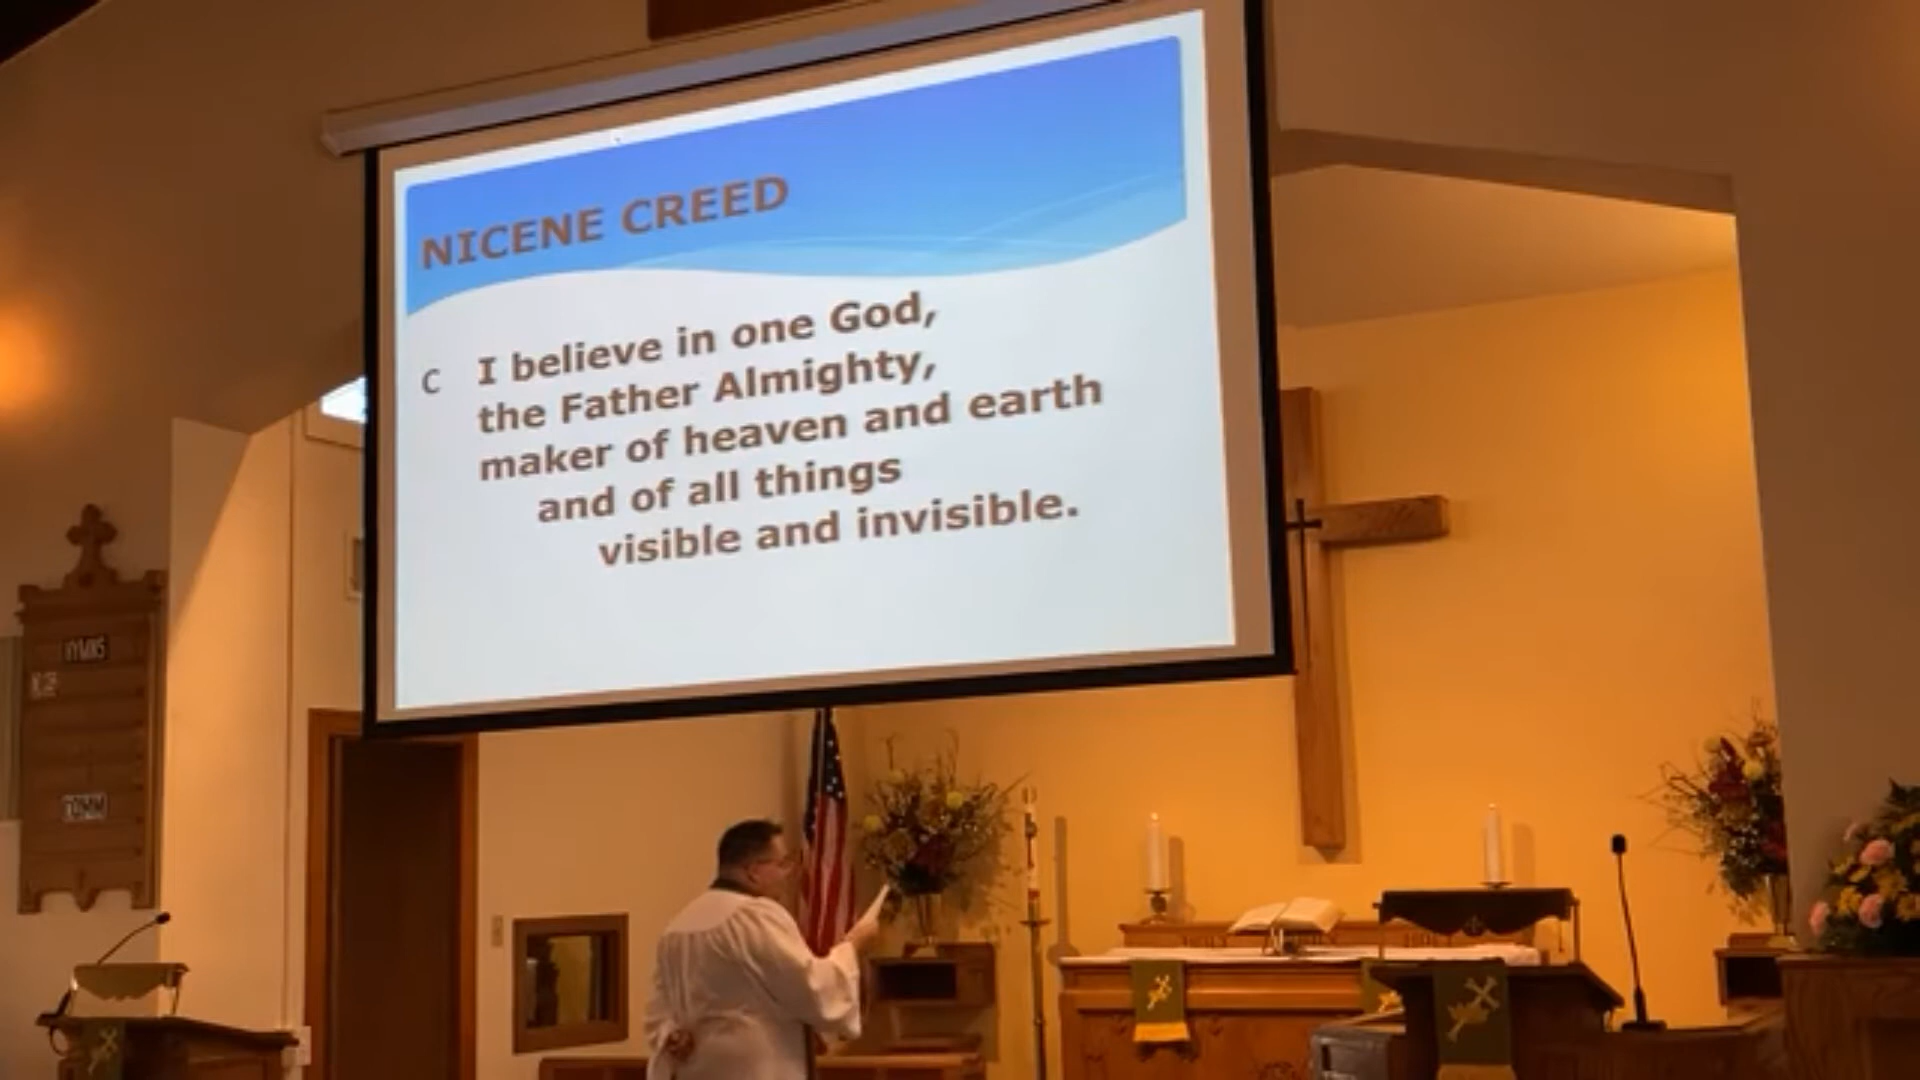 NICENE CREED
C I believe in one God,
the Father Almighty,
maker of heaven and earth
and of all things
visible and invisible.
HYMNS
COMM